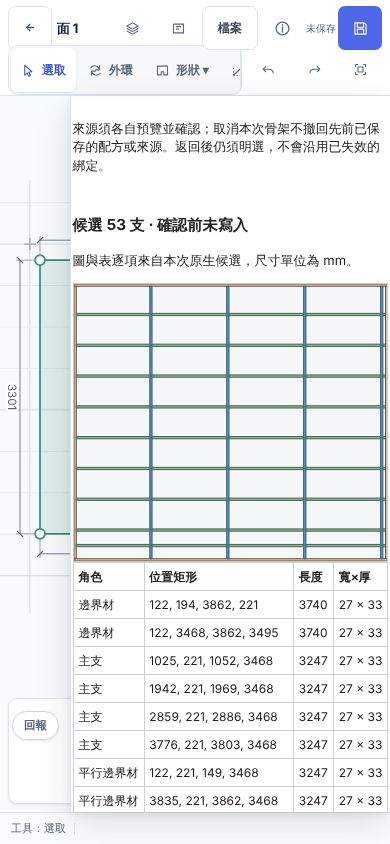 面 1
檔案
未保存
選取
外環
形狀 ▾
來源須各自預覽並確認；取消本次骨架不撤回先前已保
存的配方或來源。返回後仍須明選，不會沿用已失效的
綁定。
候選 53 支 · 確認前未寫入
圖與表逐項來自本次原生候選，尺寸單位為 mm。
3301
角色 位置矩形 長度 寬×厚
邊界材 122, 194, 3862, 221 3740 27 × 33
邊界材 122, 3468, 3862, 3495 3740 27 × 33
主支 1025, 221, 1052, 3468 3247 27 × 33
主支 1942, 221, 1969, 3468 3247 27 × 33
主支 2859, 221, 2886, 3468 3247 27 × 33
主支 3776, 221, 3803, 3468 3247 27 × 33
平行邊界材 122, 221, 149, 3468 3247 27 × 33
平行邊界材 3835, 221, 3862, 3468 3247 27 × 33
回報
工具：選取